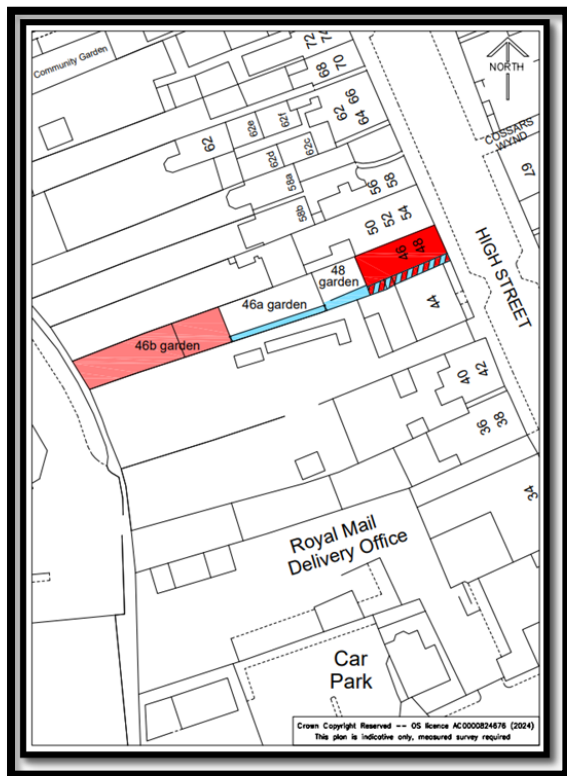 72
74
68
70
Community Garden
NORTH
62
64
66
62e
62f
62
62d
62c
COSSARS
WYND
67
58a
56
58
58b
50
52
54
46
48
HIGH STREET
48
garden
46a garden
44
46b garden
40
42
36
38
34
Royal Mail
Delivery Office
Car
Park
Crown Copyright Reserved -- OS licence AC0000824676 (2024)
This plan is indicative only, measured survey required